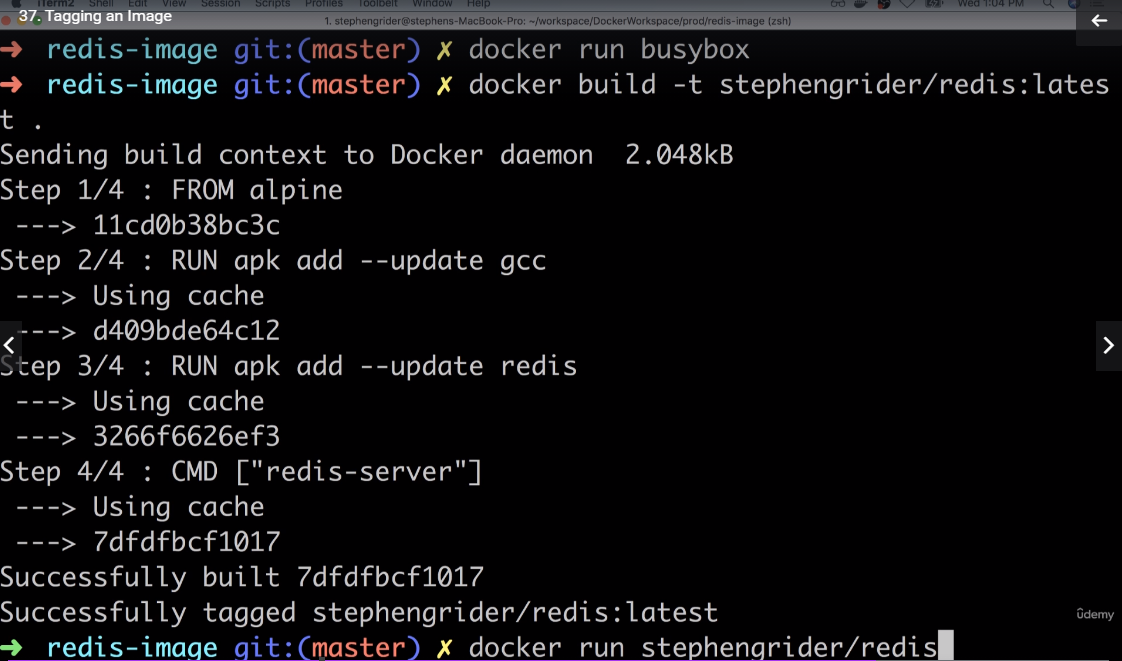 iTerm2 Shell Edit View Session Scripts Profiles Toolbelt Window Help Wed 1:04 PM
37. Tagging an Image
1. stephengrider@stephens-MacBook-Pro: ~/workspace/DockerWorkspace/prod/redis-image (zsh)
➜ redis-image git:(master) ✗ docker run busybox
➜ redis-image git:(master) ✗ docker build -t stephengrider/redis:lates
t .
Sending build context to Docker daemon 2.048kB
Step 1/4 : FROM alpine
---> 11cd0b38bc3c
Step 2/4 : RUN apk add --update gcc
---> Using cache
---> d409bde64c12
Step 3/4 : RUN apk add --update redis
---> Using cache
---> 3266f6626ef3
Step 4/4 : CMD ["redis-server"]
---> Using cache
---> 7dfdfbcf1017
Successfully built 7dfdfbcf1017
Successfully tagged stephengrider/redis:latest
ûdemy
➜ redis-image git:(master) ✗ docker run stephengrider/redis